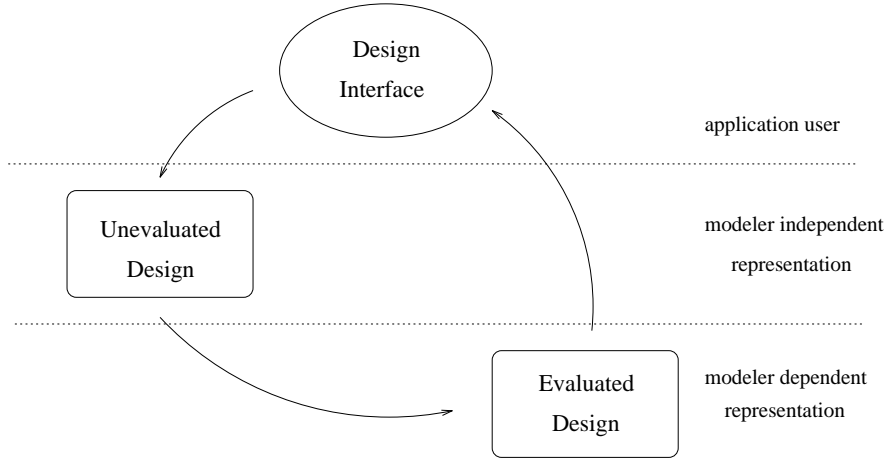 Design
Interface
application user
Unevaluated
Design
modeler independent
representation
Evaluated
Design
modeler dependent
representation